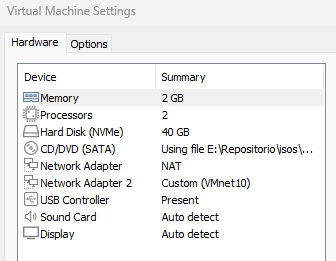 Virtual Machine Settings
Hardware Options
Device Summary
Memory 2 GB
Processors 2
Hard Disk (NVMe) 40 GB
CD/DVD (SATA) Using file E:\Repositorio\isos\...
Network Adapter NAT
Network Adapter 2 Custom (VMnet10)
USB Controller Present
Sound Card Auto detect
Display Auto detect